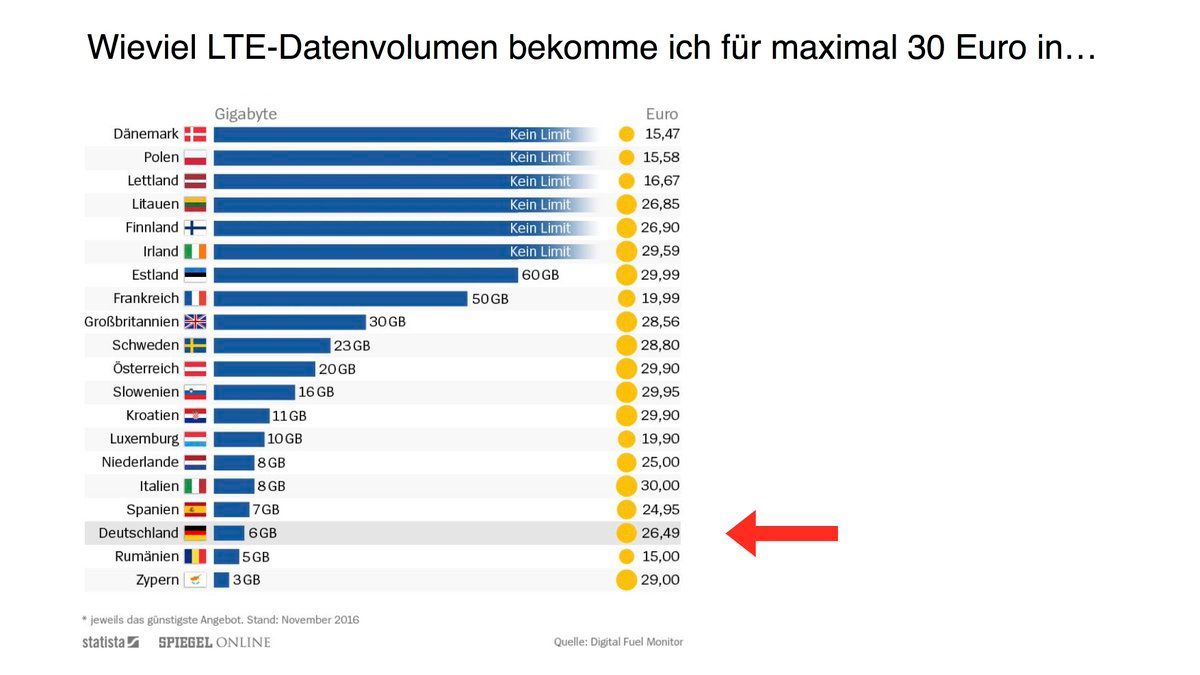 Wieviel LTE-Datenvolumen bekomme ich für maximal 30 Euro in…
Gigabyte Euro
Dänemark Kein Limit 15,47
Polen Kein Limit 15,58
Lettland Kein Limit 16,67
Litauen Kein Limit 26,85
Finnland Kein Limit 26,90
Irland Kein Limit 29,59
Estland 60 GB 29,99
Frankreich 50 GB 19,99
Großbritannien 30 GB 28,56
Schweden 23 GB 28,80
Österreich 20 GB 29,90
Slowenien 16 GB 29,95
Kroatien 11 GB 29,90
Luxemburg 10 GB 19,90
Niederlande 8 GB 25,00
Italien 8 GB 30,00
Spanien 7 GB 24,95
Deutschland 6 GB 26,49
Rumänien 5 GB 15,00
Zypern 3 GB 29,00
* jeweils das günstigste Angebot. Stand: November 2016
statista SPIEGEL ONLINE Quelle: Digital Fuel Monitor